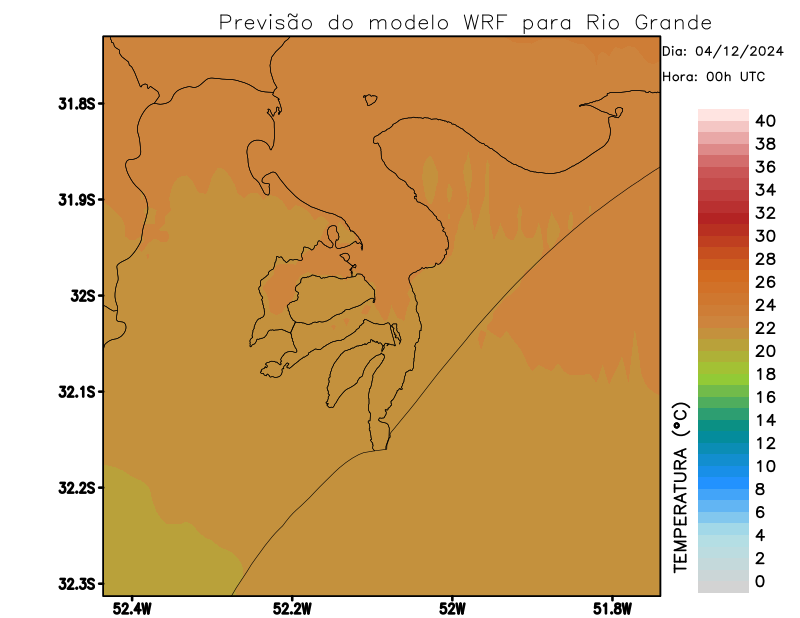 Previsão do modelo WRF para Rio Grande
Dia: 04/12/2024
Hora: 00h UTC
31.8S
31.9S
32S
32.1S
32.2S
32.3S
52.4W
52.2W
52W
51.8W
TEMPERATURA (°C)
40
38
36
34
32
30
28
26
24
22
20
18
16
14
12
10
8
6
4
2
0